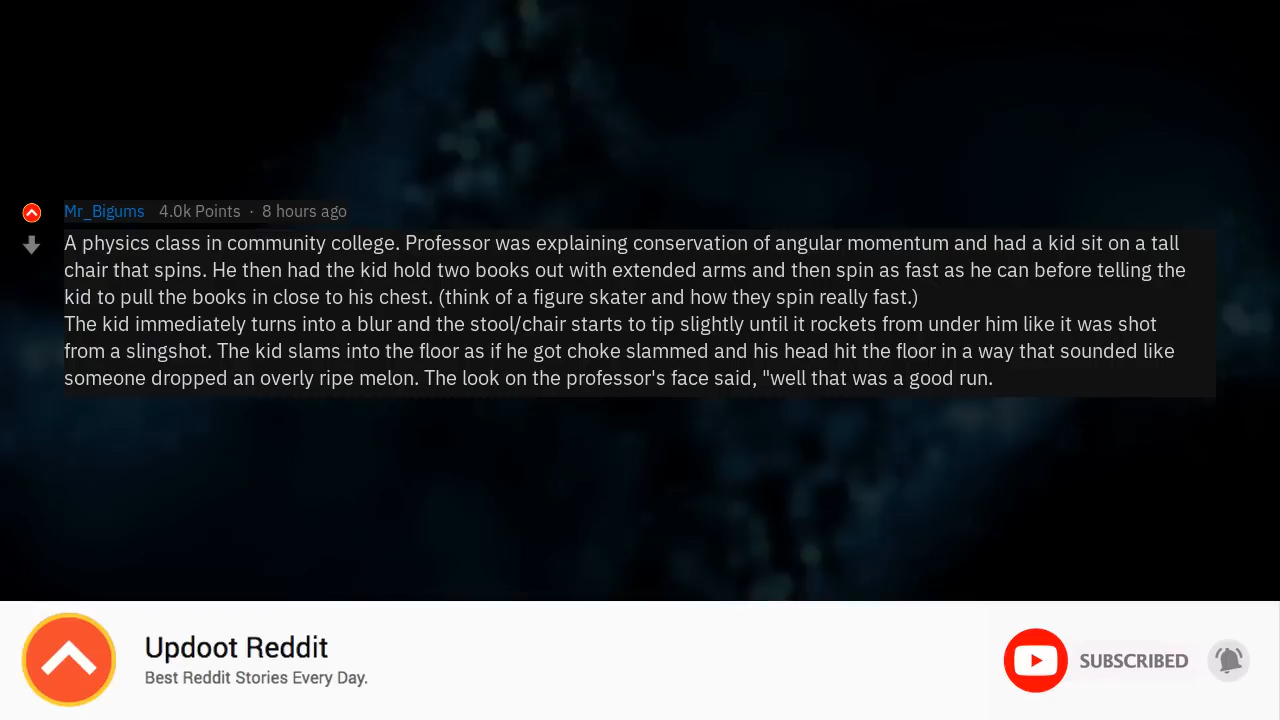 Mr_Bigums 4.0k Points · 8 hours ago
A physics class in community college. Professor was explaining conservation of angular momentum and had a kid sit on a tall
chair that spins. He then had the kid hold two books out with extended arms and then spin as fast as he can before telling the
kid to pull the books in close to his chest. (think of a figure skater and how they spin really fast.)
The kid immediately turns into a blur and the stool/chair starts to tip slightly until it rockets from under him like it was shot
from a slingshot. The kid slams into the floor as if he got choke slammed and his head hit the floor in a way that sounded like
someone dropped an overly ripe melon. The look on the professor's face said, "well that was a good run.
Updoot Reddit
Best Reddit Stories Every Day.
SUBSCRIBED